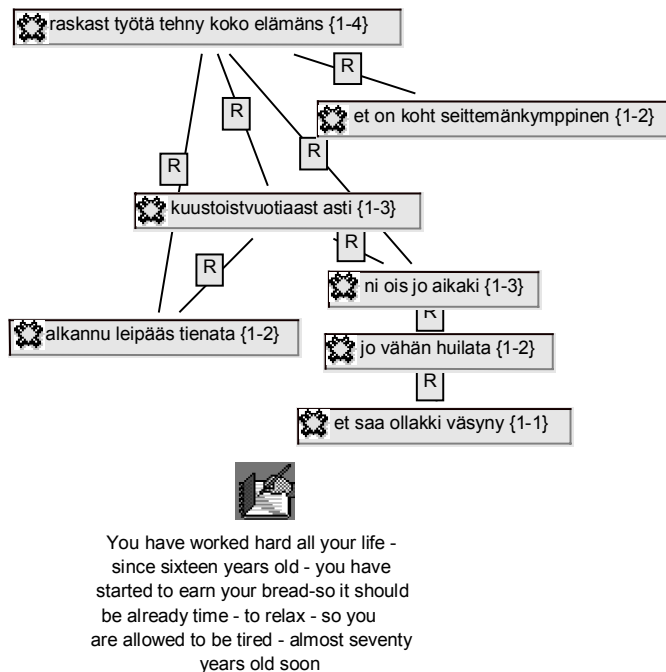 raskast työtä tehny koko elämäns {1-4}
R
et on koht seittemänkymppinen {1-2}
R
R
R
kuustoistvuotiaast asti {1-3}
R
R
ni ois jo aikaki {1-3}
R
alkannu leipääs tienata {1-2}
jo vähän huilata {1-2}
R
et saa ollakki väsyny {1-1}
You have worked hard all your life -
since sixteen years old - you have
started to earn your bread-so it should
be already time - to relax - so you
are allowed to be tired - almost seventy
years old soon